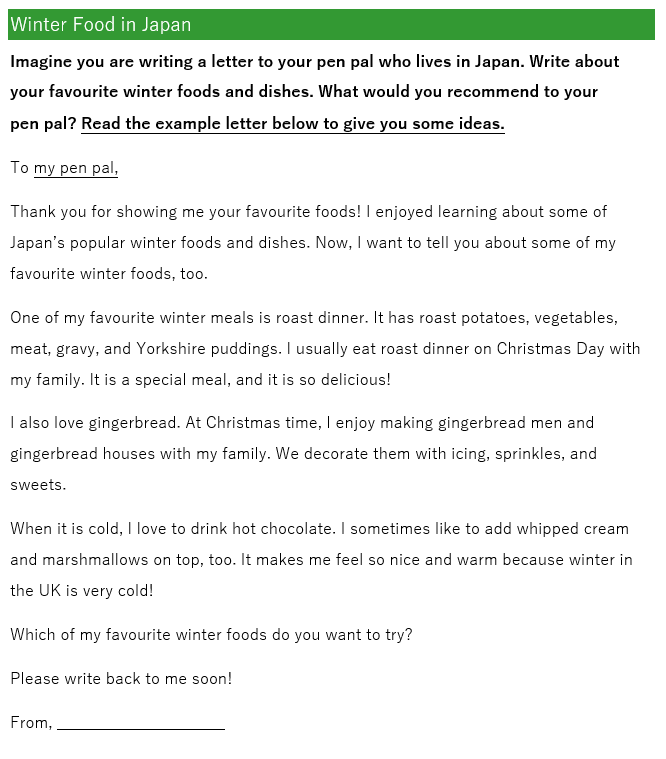 Winter Food in Japan
Imagine you are writing a letter to your pen pal who lives in Japan. Write about
your favourite winter foods and dishes. What would you recommend to your
pen pal? Read the example letter below to give you some ideas.
To my pen pal,
Thank you for showing me your favourite foods! I enjoyed learning about some of
Japan’s popular winter foods and dishes. Now, I want to tell you about some of my
favourite winter foods, too.
One of my favourite winter meals is roast dinner. It has roast potatoes, vegetables,
meat, gravy, and Yorkshire puddings. I usually eat roast dinner on Christmas Day with
my family. It is a special meal, and it is so delicious!
I also love gingerbread. At Christmas time, I enjoy making gingerbread men and
gingerbread houses with my family. We decorate them with icing, sprinkles, and
sweets.
When it is cold, I love to drink hot chocolate. I sometimes like to add whipped cream
and marshmallows on top, too. It makes me feel so nice and warm because winter in
the UK is very cold!
Which of my favourite winter foods do you want to try?
Please write back to me soon!
From, ____________________